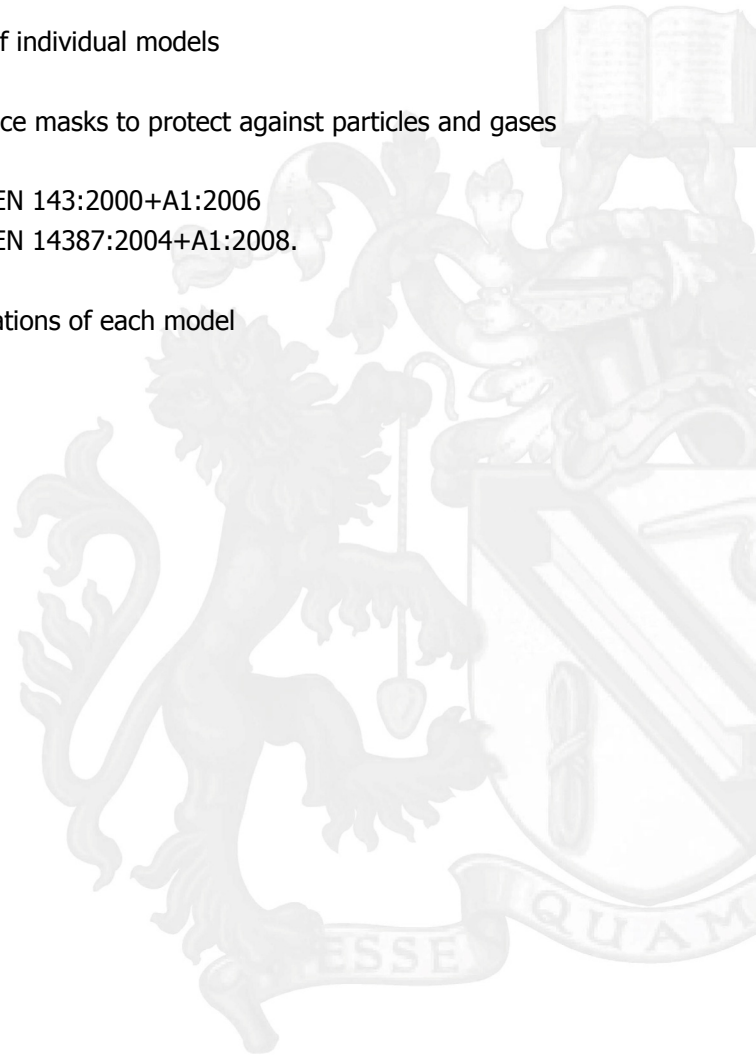 f individual models
ce masks to protect against particles and gases
EN 143:2000+A1:2006
EN 14387:2004+A1:2008.
ations of each model
ESSE
QUAM